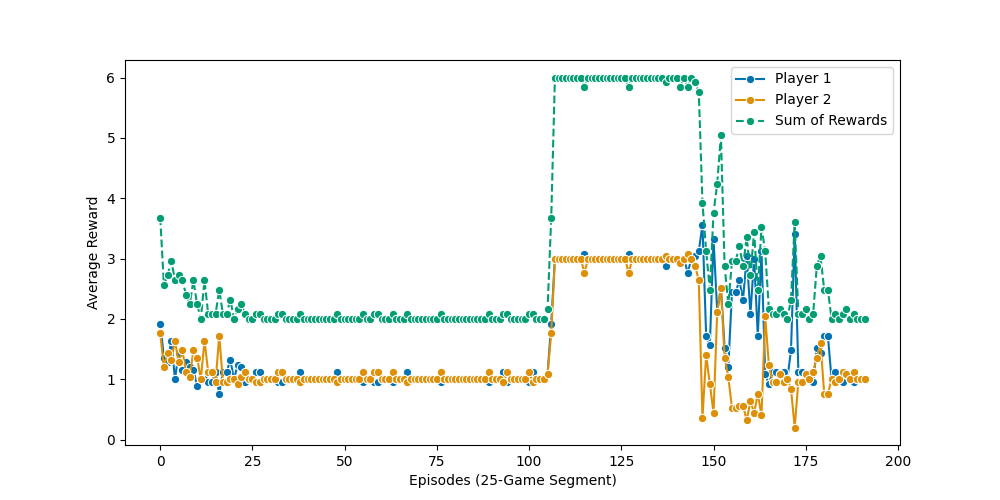 6
5
4
3
2
1
0
Average Reward
Player 1
Player 2
Sum of Rewards
0 25 50 75 100 125 150 175 200
Episodes (25-Game Segment)